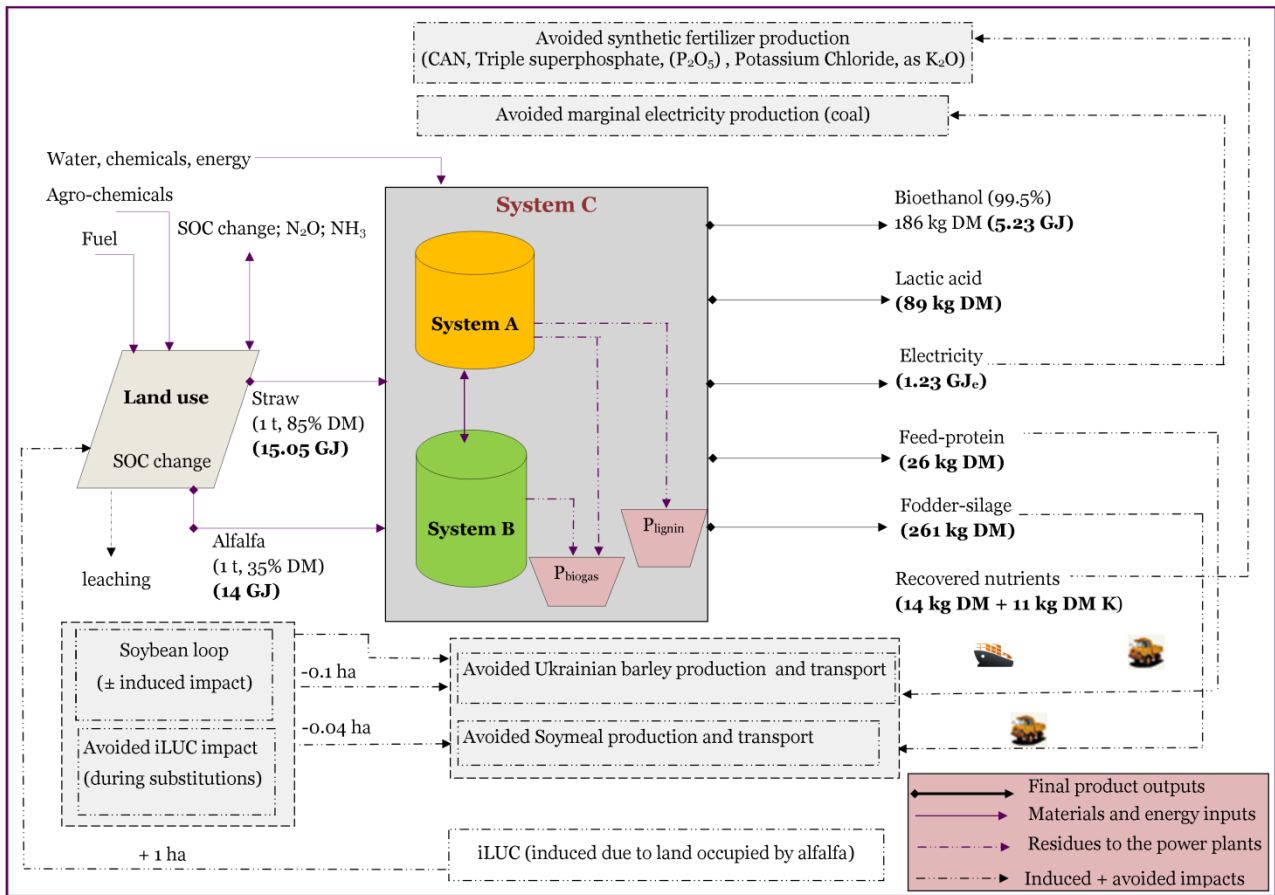 Avoided synthetic fertilizer production
(CAN, Triple superphosphate, (P₂O₅) , Potassium Chloride, as K₂O)
Avoided marginal electricity production (coal)
Water, chemicals, energy
Agro-chemicals
SOC change; N₂O; NH₃
Fuel
System C
System A
System B
P_lignin
P_biogas
Land use
SOC change
Straw
(1 t, 85% DM)
(15.05 GJ)
Alfalfa
(1 t, 35% DM)
(14 GJ)
leaching
Bioethanol (99.5%)
186 kg DM (5.23 GJ)
Lactic acid
(89 kg DM)
Electricity
(1.23 GJₑ)
Feed-protein
(26 kg DM)
Fodder-silage
(261 kg DM)
Recovered nutrients
(14 kg DM + 11 kg DM K)
Soybean loop
(± induced impact)
Avoided iLUC impact
(during substitutions)
-0.1 ha
-0.04 ha
Avoided Ukrainian barley production and transport
Avoided Soymeal production and transport
+ 1 ha
iLUC (induced due to land occupied by alfalfa)
Final product outputs
Materials and energy inputs
Residues to the power plants
Induced + avoided impacts